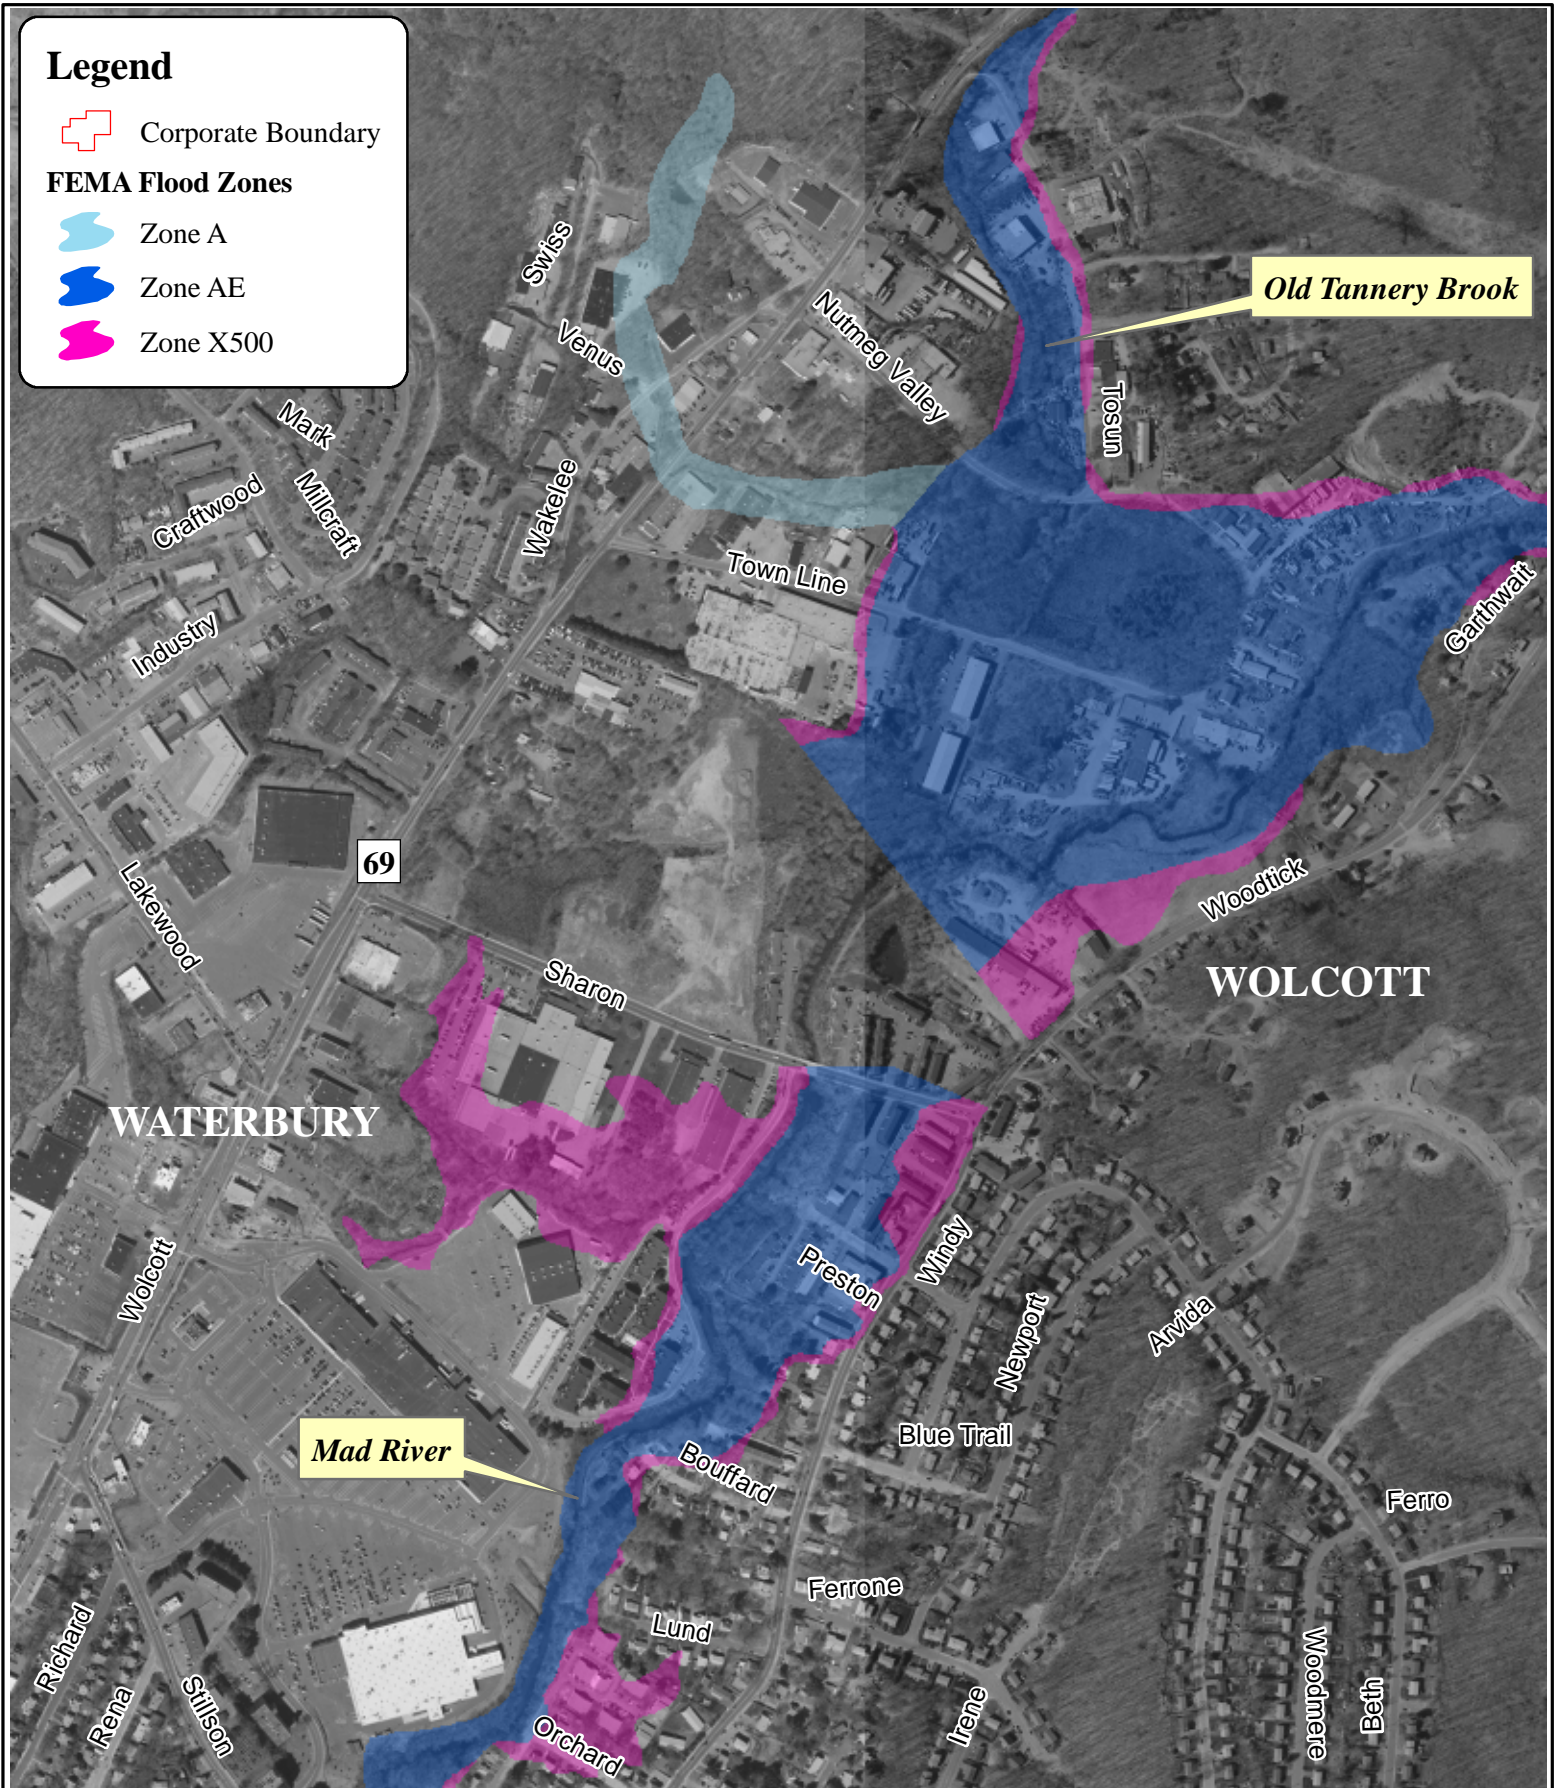 Legend
Corporate Boundary
FEMA Flood Zones
Zone A
Zone AE
Zone X500
Swiss
Venus
Nutmeg Valley
Old Tannery Brook
Tosun
Mark
Millcraft
Craftwood
Wakelee
Town Line
Garthwait
Industry
69
Lakewood
Woodtick
Sharon
WOLCOTT
WATERBURY
Wolcott
Preston
Windy
Newport
Arvida
Mad River
Blue Trail
Bouffard
Ferro
Ferrone
Lund
Richard
Rena
Stillson
Orchard
Irene
Woodmere
Beth